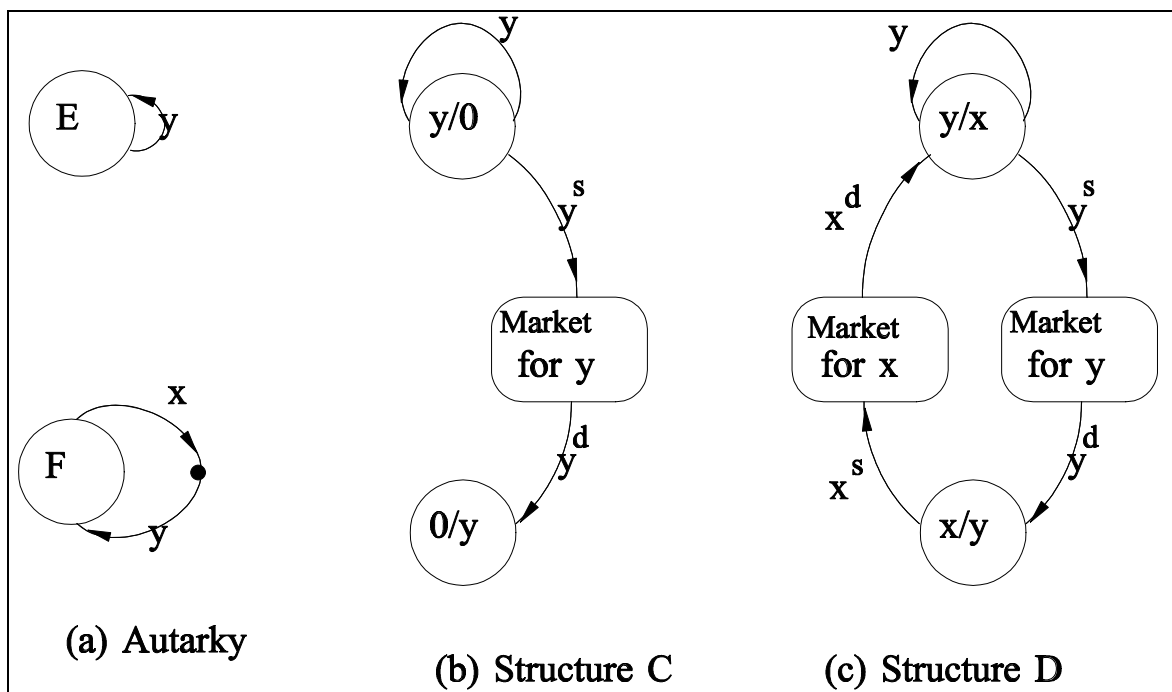 E
y
F
x
y
(a) Autarky
y
y/0
y^s
Market
for y
y^d
0/y
(b) Structure C
y
y/x
x^d
y^s
Market
for x
Market
for y
x^s
y^d
x/y
(c) Structure D